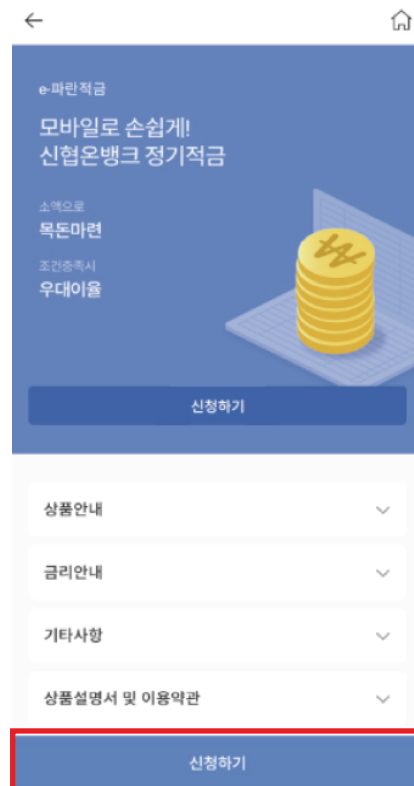 e-파란적금
모바일로 손쉽게!
신협온뱅크 정기적금
소액으로
목돈마련
조건충족시
우대이율
신청하기
상품안내
금리안내
기타사항
상품설명서 및 이용약관
신청하기